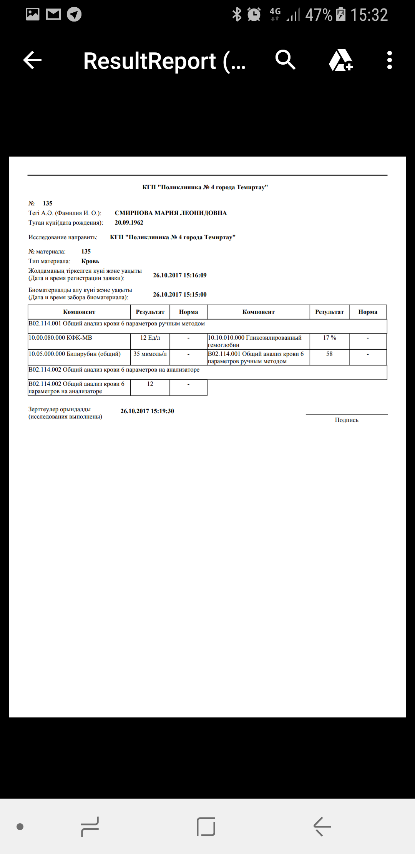 4G 47% 15:32
ResultReport (...
КГП "Поликлиника № 4 города Темиртау"
№ 135
Тегі А.Ә. (Фамилия И. О.): СМИРНОВА МАРИЯ ЛЕОНИДОВНА
Туған күні(дата рождения): 20.09.1962
Исследование направить: КГП "Поликлиника № 4 города Темиртау"
№ материала: 135
Тип материала: Кровь
Жолдаманың тіркелген күні және уақыты
(Дата и время регистрации заявки): 26.10.2017 15:16:09
Биоматериалды алу күні және уақыты
(Дата и время забора биоматериала): 26.10.2017 15:15:00
Компонент Результат Норма Компонент Результат Норма
B02.114.001 Общий анализ крови 6 параметров ручным методом
10.00.080.000 КФК-МВ 12 Ед/л - 10.10.010.000 Гликозилированный гемоглобин 17 % -
10.05.000.000 Билирубин (общий) 35 мкмоль/л - B02.114.001 Общий анализ крови 6 параметров ручным методом 58 -
B02.114.002 Общий анализ крови 6 параметров на анализаторе
B02.114.002 Общий анализ крови 6 параметров на анализаторе 12 -
Зерттеулер орындалды
(исследования выполнены) 26.10.2017 15:19:30
Подпись